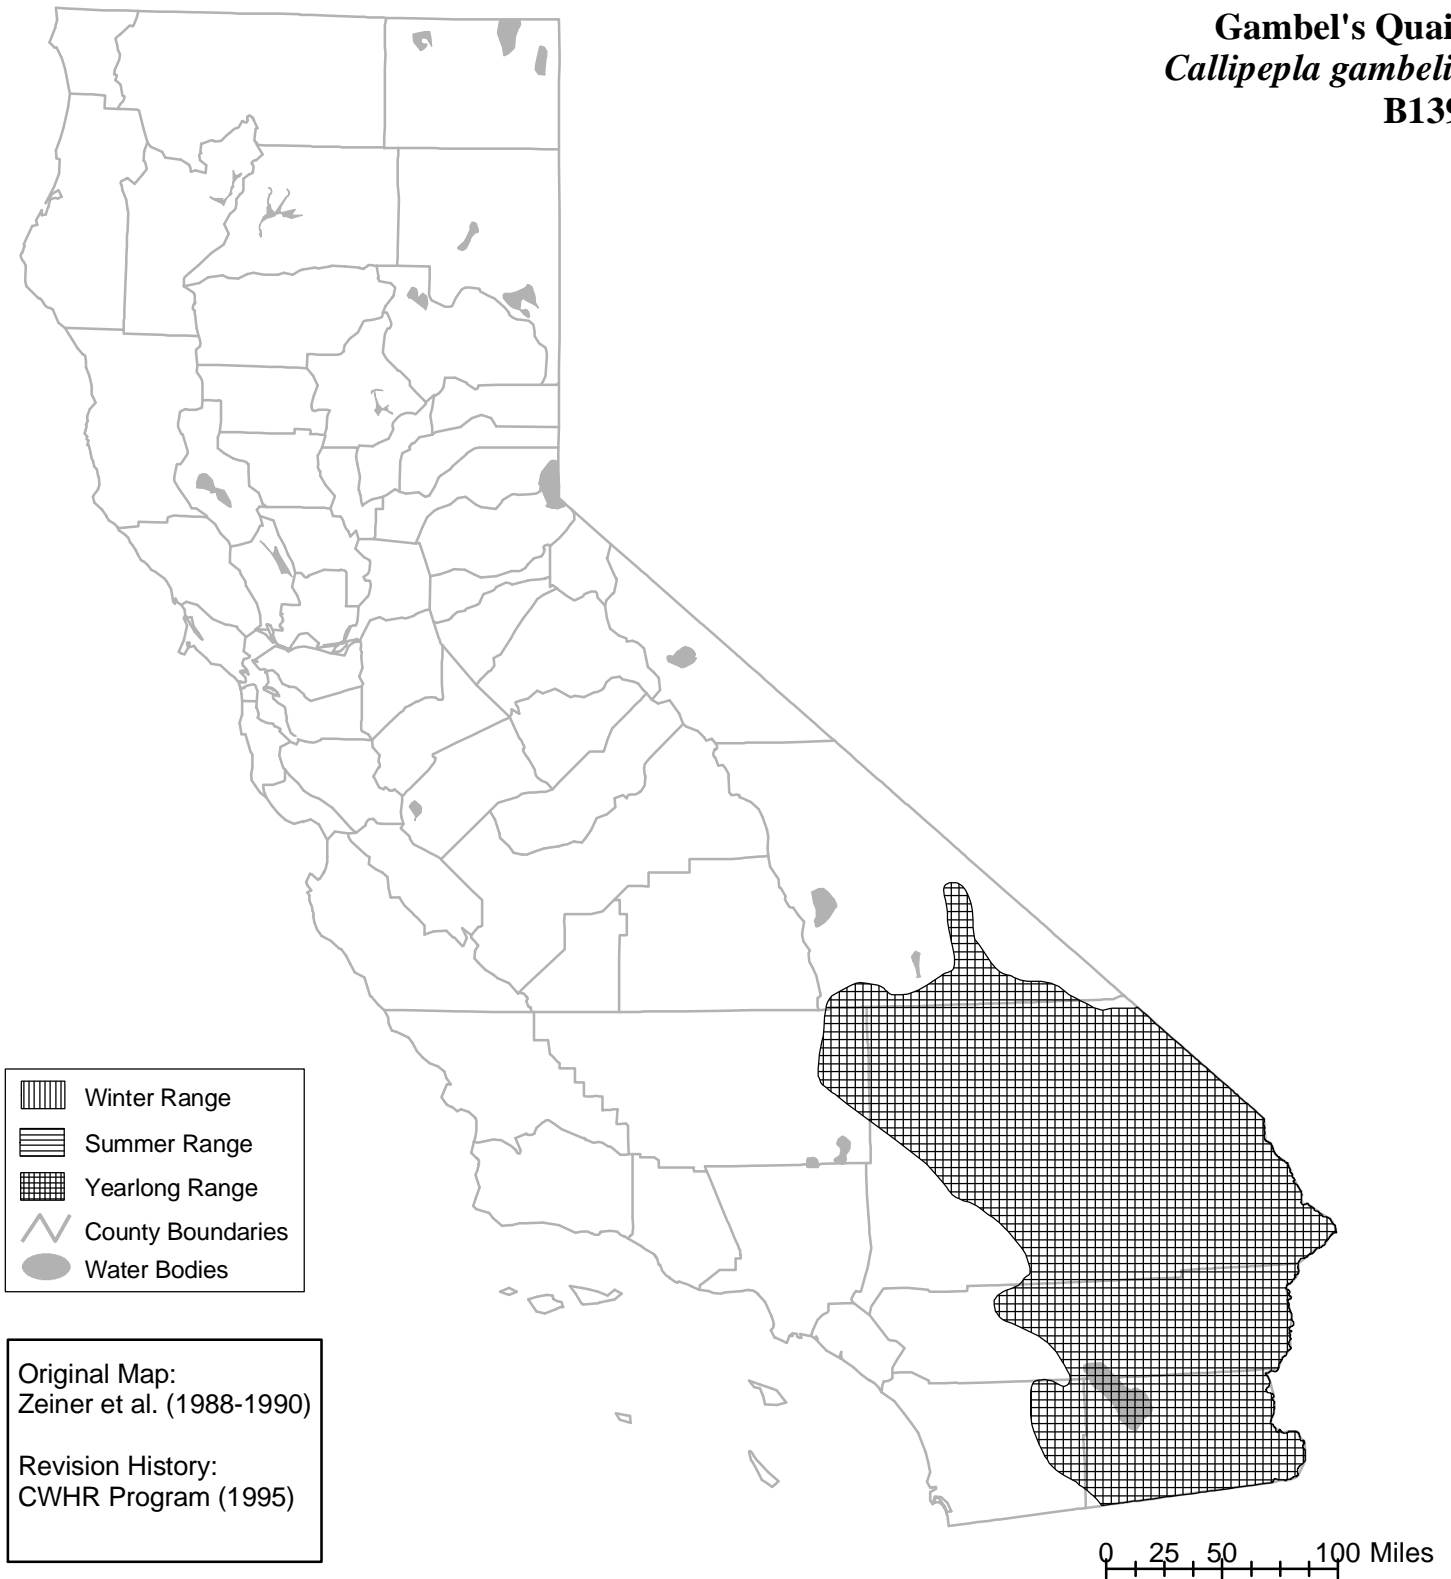 Gambel's Quai
Callipepla gambeli
B139
Winter Range
Summer Range
Yearlong Range
County Boundaries
Water Bodies
Original Map:
Zeiner et al. (1988-1990)
Revision History:
CWHR Program (1995)
0 25 50 100 Miles